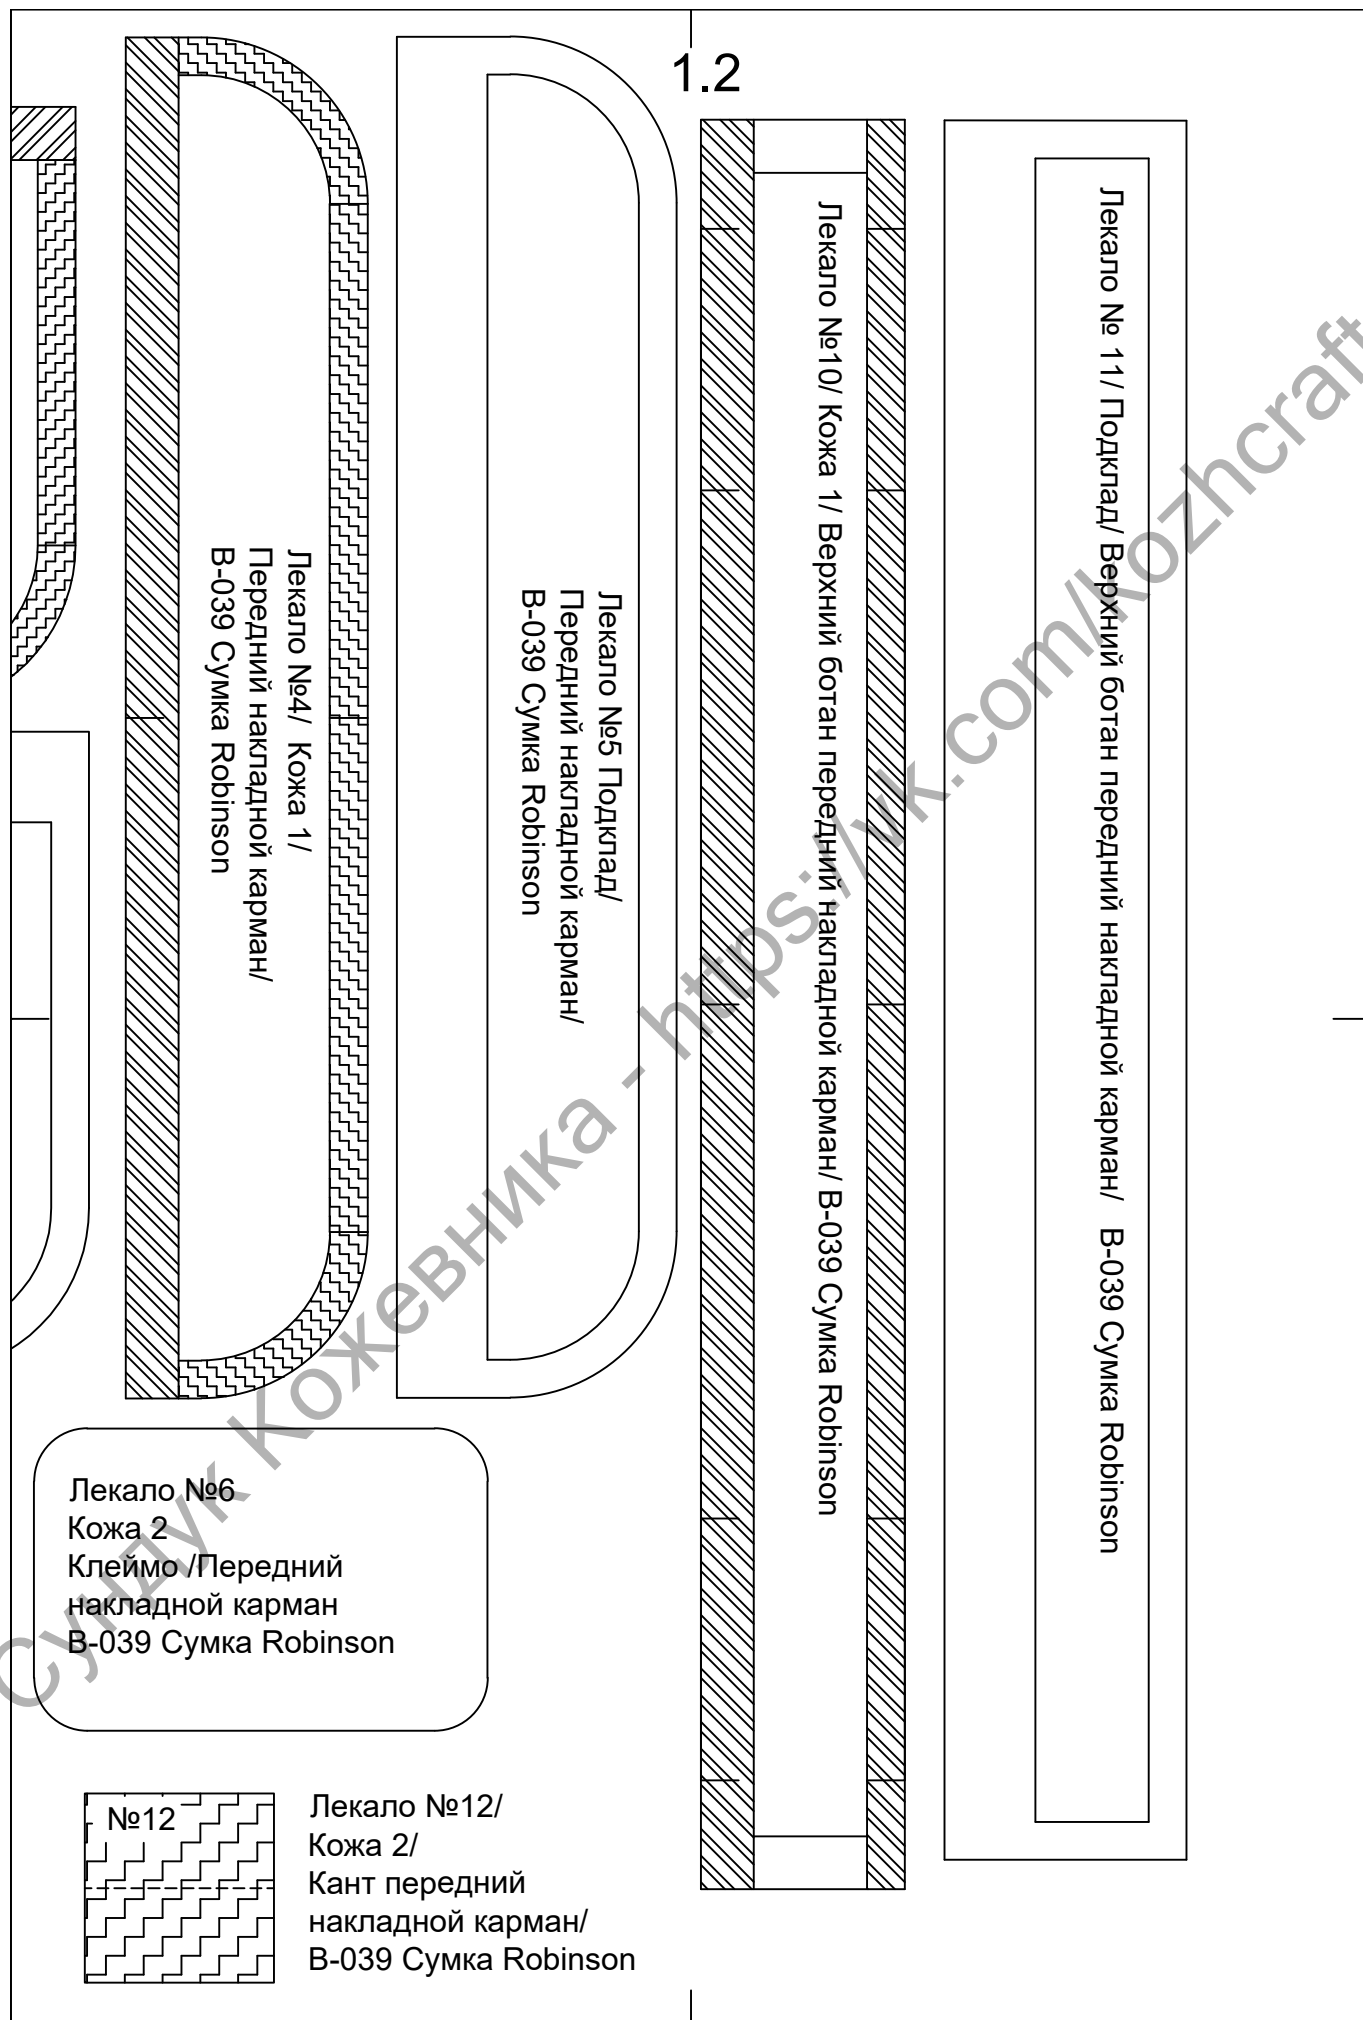 1.2
Лекало №4/ Кожа 1/
Передний накладной карман/
В-039 Сумка Robinson
Лекало №5 Подклад/
Передний накладной карман/
В-039 Сумка Robinson
Лекало №10/ Кожа 1/ Верхний ботан передний накладной карман/ В-039 Сумка Robinson
Лекало № 11/ Подклад/ Верхний ботан передний накладной карман/ В-039 Сумка Robinson
Лекало №6
Кожа 2
Клеймо /Передний
накладной карман
В-039 Сумка Robinson
№12
Лекало №12/
Кожа 2/
Кант передний
накладной карман/
В-039 Сумка Robinson
Сундук Кожевника - https://vk.com/kozhcraft